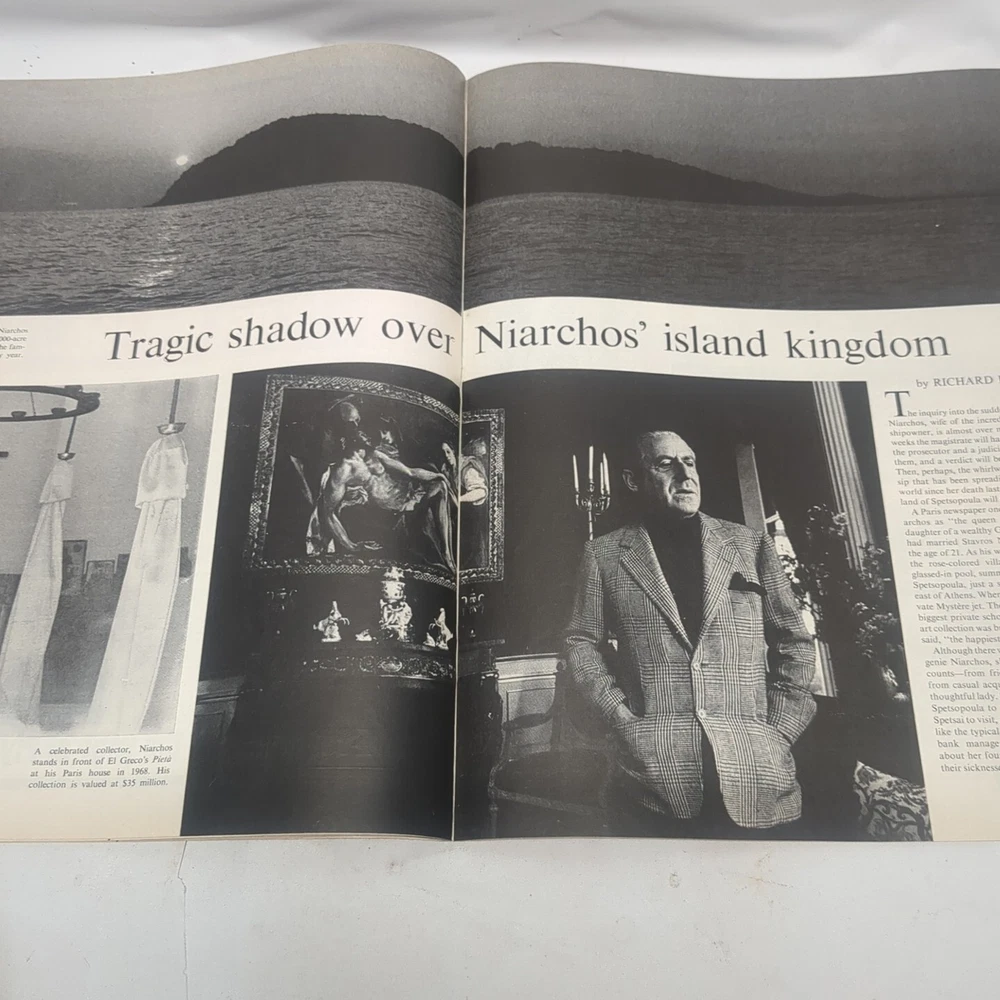 Niarchos
000-acre
he fam-
year.
Tragic shadow over Niarchos' island kingdom
A celebrated collector, Niarchos
stands in front of El Greco's Pietà
at his Paris house in 1968. His
collection is valued at $35 million.
by RICHARD
The inquiry into the sudd
Niarchos, wife of the incred
shipowner, is almost over
weeks the magistrate will ha
the prosecutor and a judici
them, and a verdict will be
Then, perhaps, the whirlw
sip that has been spreadi
world since her death last
land of Spetsopoula will
A Paris newspaper onc
archos as "the queen
daughter of a wealthy
had married Stavros
the age of 21. As his w
the rose-colored vill
glassed-in pool, summ
Spetsopoula, just a
east of Athens. Wher
vate Mystère jet. Th
biggest private scho
art collection was bu
said, "the happiest
Although there
genie Niarchos, s
counts—from fri
from casual acqu
thoughtful lady.
Spetsopoula to
Spetsai to visit,
like the typical
bank manage
about her fou
their sickness